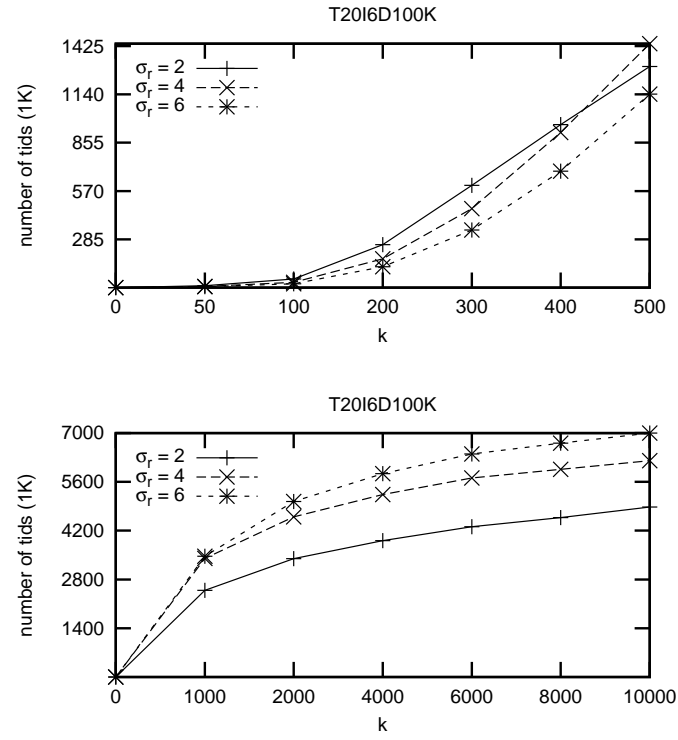 T20I6D100K
number of tids (1K)
1425
1140
855
570
285
σr = 2
σr = 4
σr = 6
0 50 100 200 300 400 500
k
T20I6D100K
number of tids (1K)
7000
5600
4200
2800
1400
σr = 2
σr = 4
σr = 6
0 1000 2000 4000 6000 8000 10000
k